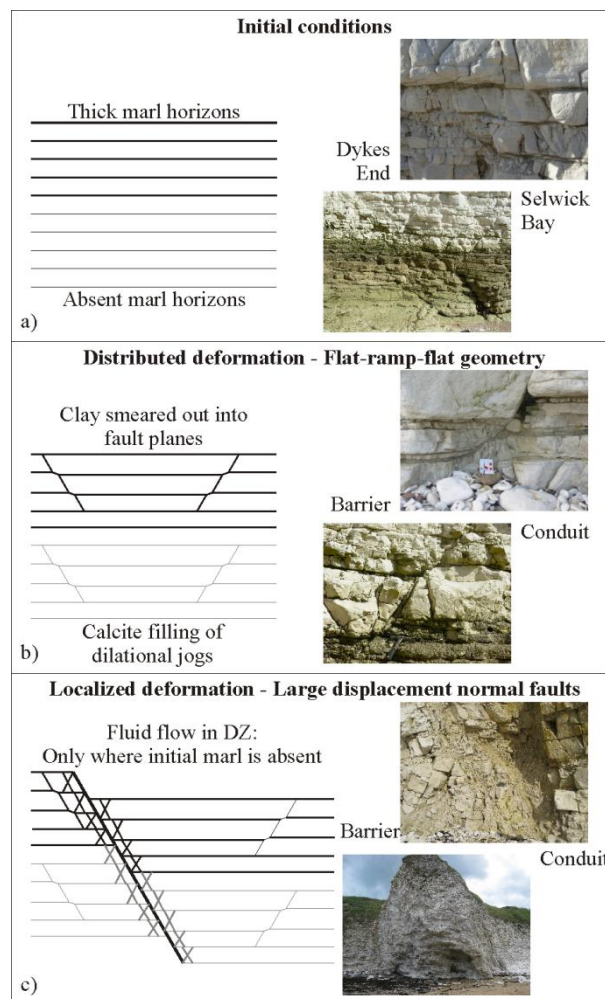 Initial conditions
Thick marl horizons
Dykes
End
Selwick
Bay
Absent marl horizons
a)
Distributed deformation - Flat-ramp-flat geometry
Clay smeared out into
fault planes
Barrier
Conduit
Calcite filling of
dilational jogs
b)
Localized deformation - Large displacement normal faults
Fluid flow in DZ:
Only where initial marl is absent
Barrier
Conduit
c)